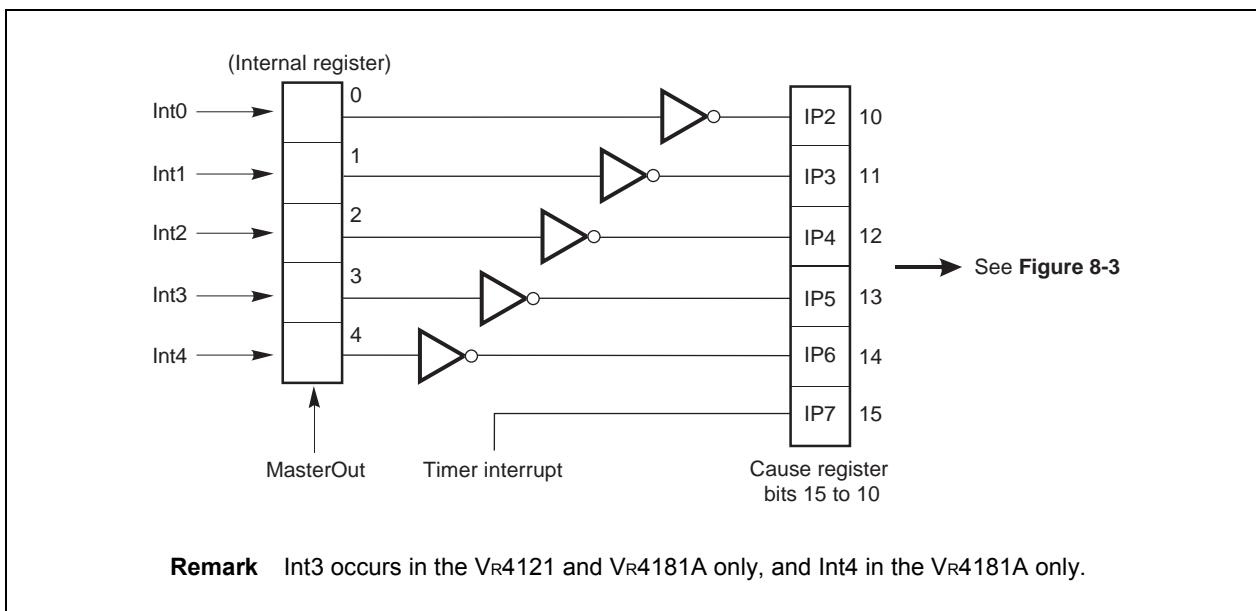 (Internal register)
Int0
0
IP2
10
Int1
1
IP3
11
Int2
2
IP4
12
See Figure 8-3
Int3
3
IP5
13
Int4
4
IP6
14
IP7
15
MasterOut
Timer interrupt
Cause register
bits 15 to 10
Remark Int3 occurs in the VR4121 and VR4181A only, and Int4 in the VR4181A only.